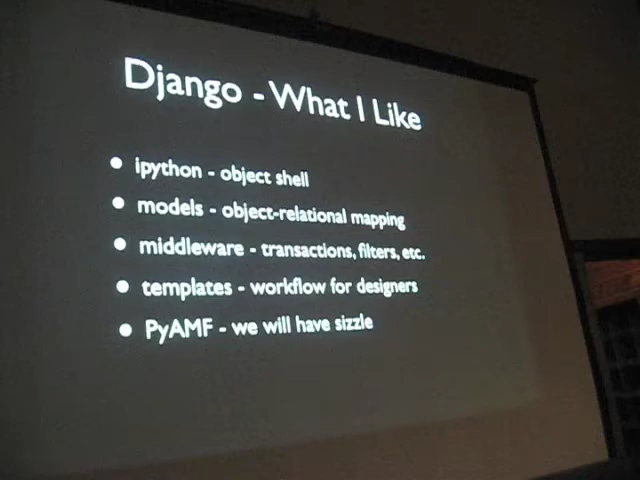 Django - What I Like
• ipython - object shell
• models - object-relational mapping
• middleware - transactions, filters, etc.
• templates - workflow for designers
• PyAMF - we will have sizzle